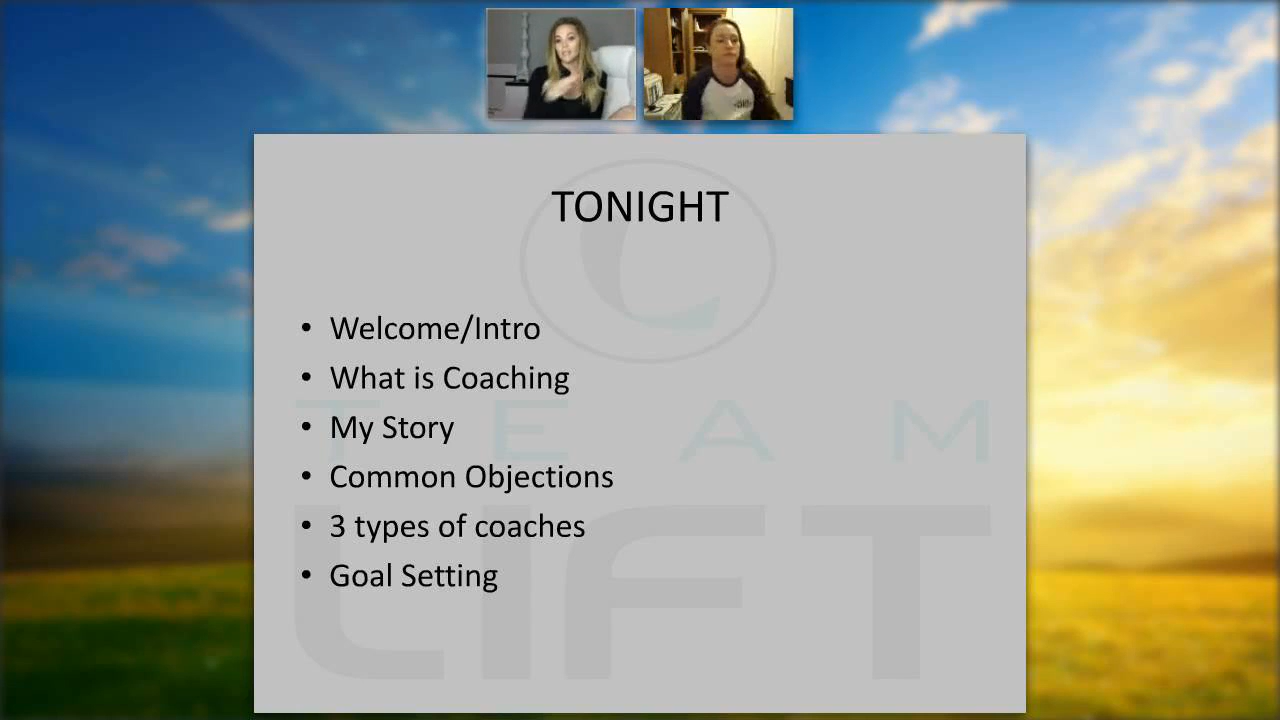 TONIGHT
• Welcome/Intro
• What is Coaching
• My Story
• Common Objections
• 3 types of coaches
• Goal Setting
TEAM
LIFT